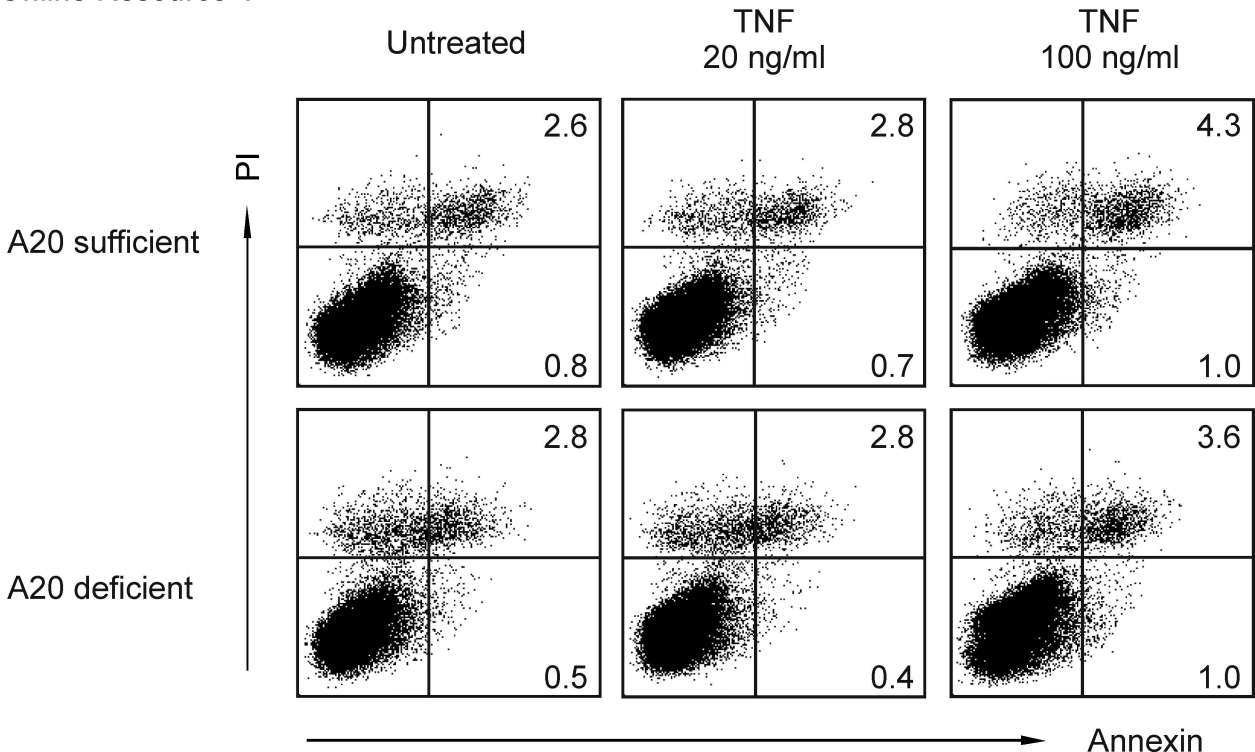 Untreated
TNF
20 ng/ml
TNF
100 ng/ml
PI
A20 sufficient
2.6
2.8
4.3
0.8
0.7
1.0
A20 deficient
2.8
2.8
3.6
0.5
0.4
1.0
Annexin